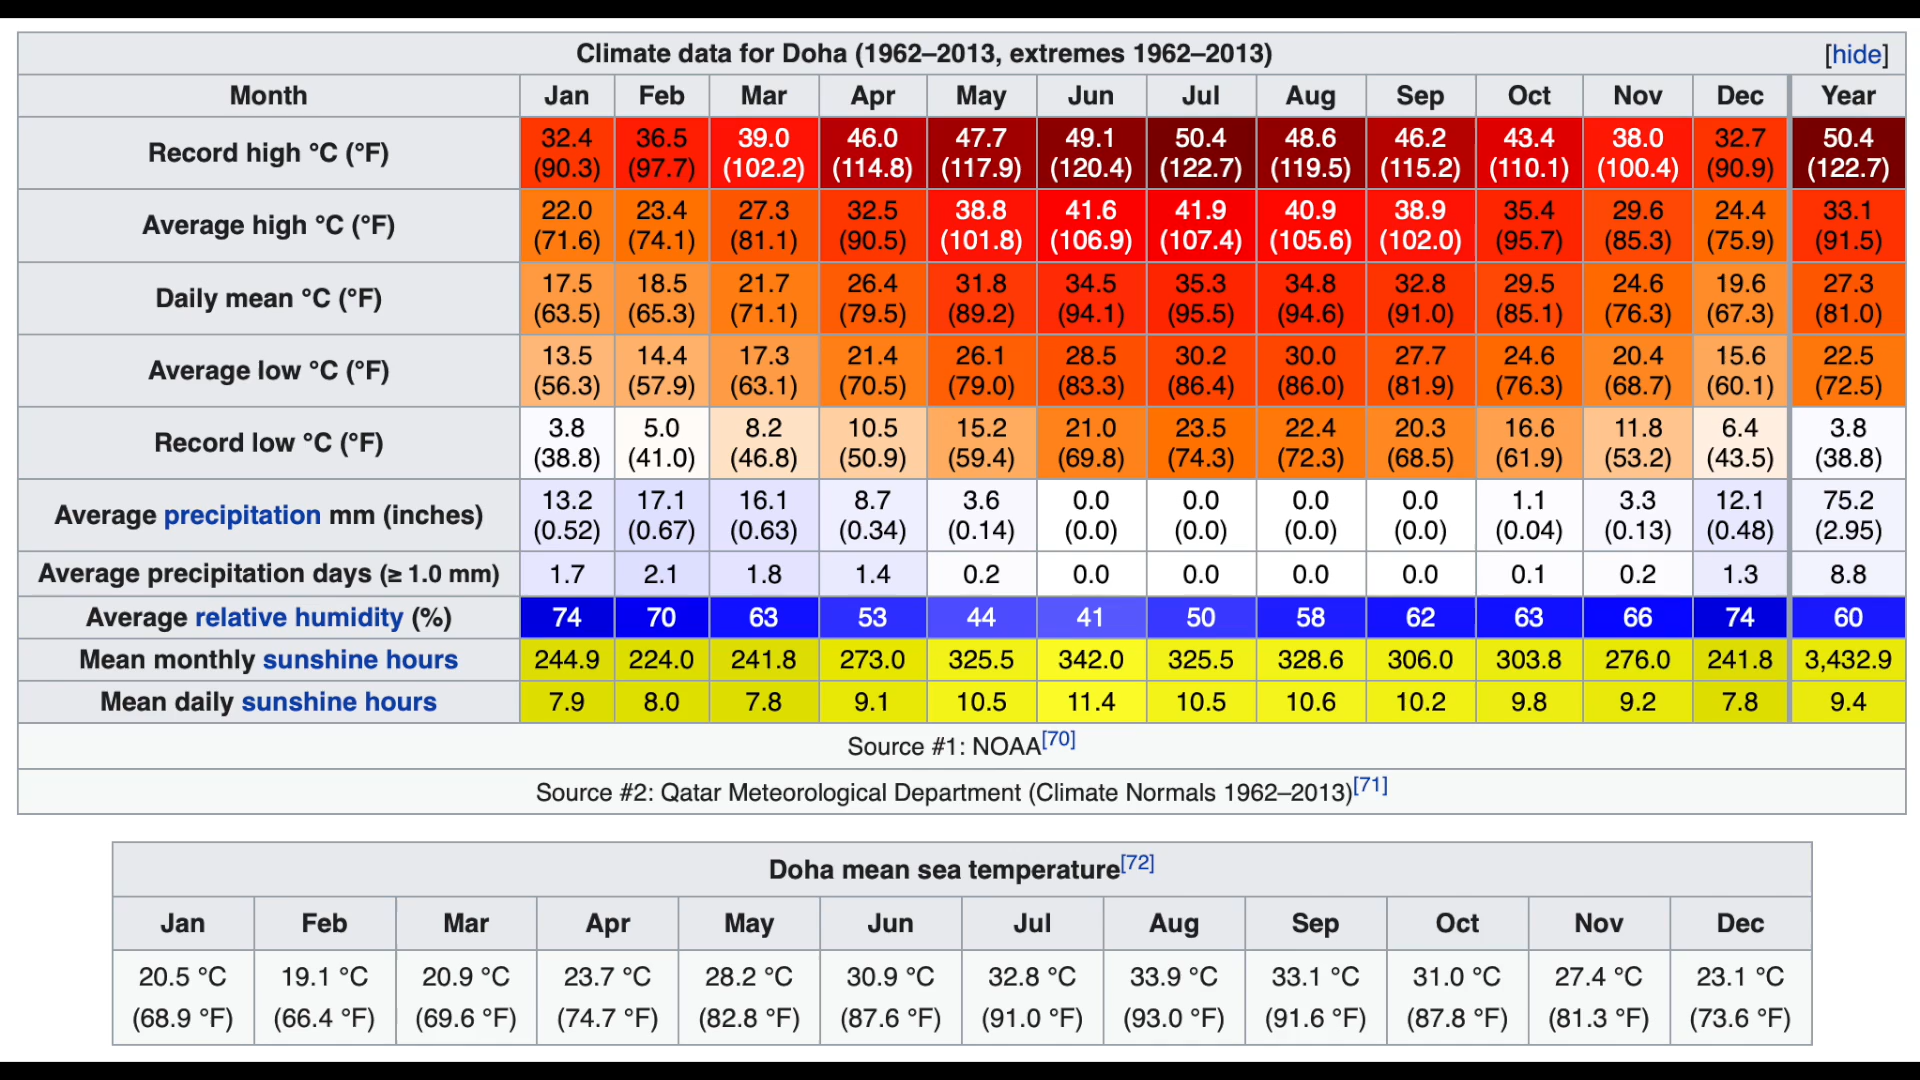 Climate data for Doha (1962–2013, extremes 1962–2013) [hide]
Month Jan Feb Mar Apr May Jun Jul Aug Sep Oct Nov Dec Year
Record high °C (°F) 32.4 (90.3) 36.5 (97.7) 39.0 (102.2) 46.0 (114.8) 47.7 (117.9) 49.1 (120.4) 50.4 (122.7) 48.6 (119.5) 46.2 (115.2) 43.4 (110.1) 38.0 (100.4) 32.7 (90.9) 50.4 (122.7)
Average high °C (°F) 22.0 (71.6) 23.4 (74.1) 27.3 (81.1) 32.5 (90.5) 38.8 (101.8) 41.6 (106.9) 41.9 (107.4) 40.9 (105.6) 38.9 (102.0) 35.4 (95.7) 29.6 (85.3) 24.4 (75.9) 33.1 (91.5)
Daily mean °C (°F) 17.5 (63.5) 18.5 (65.3) 21.7 (71.1) 26.4 (79.5) 31.8 (89.2) 34.5 (94.1) 35.3 (95.5) 34.8 (94.6) 32.8 (91.0) 29.5 (85.1) 24.6 (76.3) 19.6 (67.3) 27.3 (81.0)
Average low °C (°F) 13.5 (56.3) 14.4 (57.9) 17.3 (63.1) 21.4 (70.5) 26.1 (79.0) 28.5 (83.3) 30.2 (86.4) 30.0 (86.0) 27.7 (81.9) 24.6 (76.3) 20.4 (68.7) 15.6 (60.1) 22.5 (72.5)
Record low °C (°F) 3.8 (38.8) 5.0 (41.0) 8.2 (46.8) 10.5 (50.9) 15.2 (59.4) 21.0 (69.8) 23.5 (74.3) 22.4 (72.3) 20.3 (68.5) 16.6 (61.9) 11.8 (53.2) 6.4 (43.5) 3.8 (38.8)
Average precipitation mm (inches) 13.2 (0.52) 17.1 (0.67) 16.1 (0.63) 8.7 (0.34) 3.6 (0.14) 0.0 (0.0) 0.0 (0.0) 0.0 (0.0) 0.0 (0.0) 1.1 (0.04) 3.3 (0.13) 12.1 (0.48) 75.2 (2.95)
Average precipitation days (≥ 1.0 mm) 1.7 2.1 1.8 1.4 0.2 0.0 0.0 0.0 0.0 0.1 0.2 1.3 8.8
Average relative humidity (%) 74 70 63 53 44 41 50 58 62 63 66 74 60
Mean monthly sunshine hours 244.9 224.0 241.8 273.0 325.5 342.0 325.5 328.6 306.0 303.8 276.0 241.8 3,432.9
Mean daily sunshine hours 7.9 8.0 7.8 9.1 10.5 11.4 10.5 10.6 10.2 9.8 9.2 7.8 9.4
Source #1: NOAA[70]
Source #2: Qatar Meteorological Department (Climate Normals 1962–2013)[71]
Doha mean sea temperature[72]
Jan Feb Mar Apr May Jun Jul Aug Sep Oct Nov Dec
20.5 °C 19.1 °C 20.9 °C 23.7 °C 28.2 °C 30.9 °C 32.8 °C 33.9 °C 33.1 °C 31.0 °C 27.4 °C 23.1 °C
(68.9 °F) (66.4 °F) (69.6 °F) (74.7 °F) (82.8 °F) (87.6 °F) (91.0 °F) (93.0 °F) (91.6 °F) (87.8 °F) (81.3 °F) (73.6 °F)